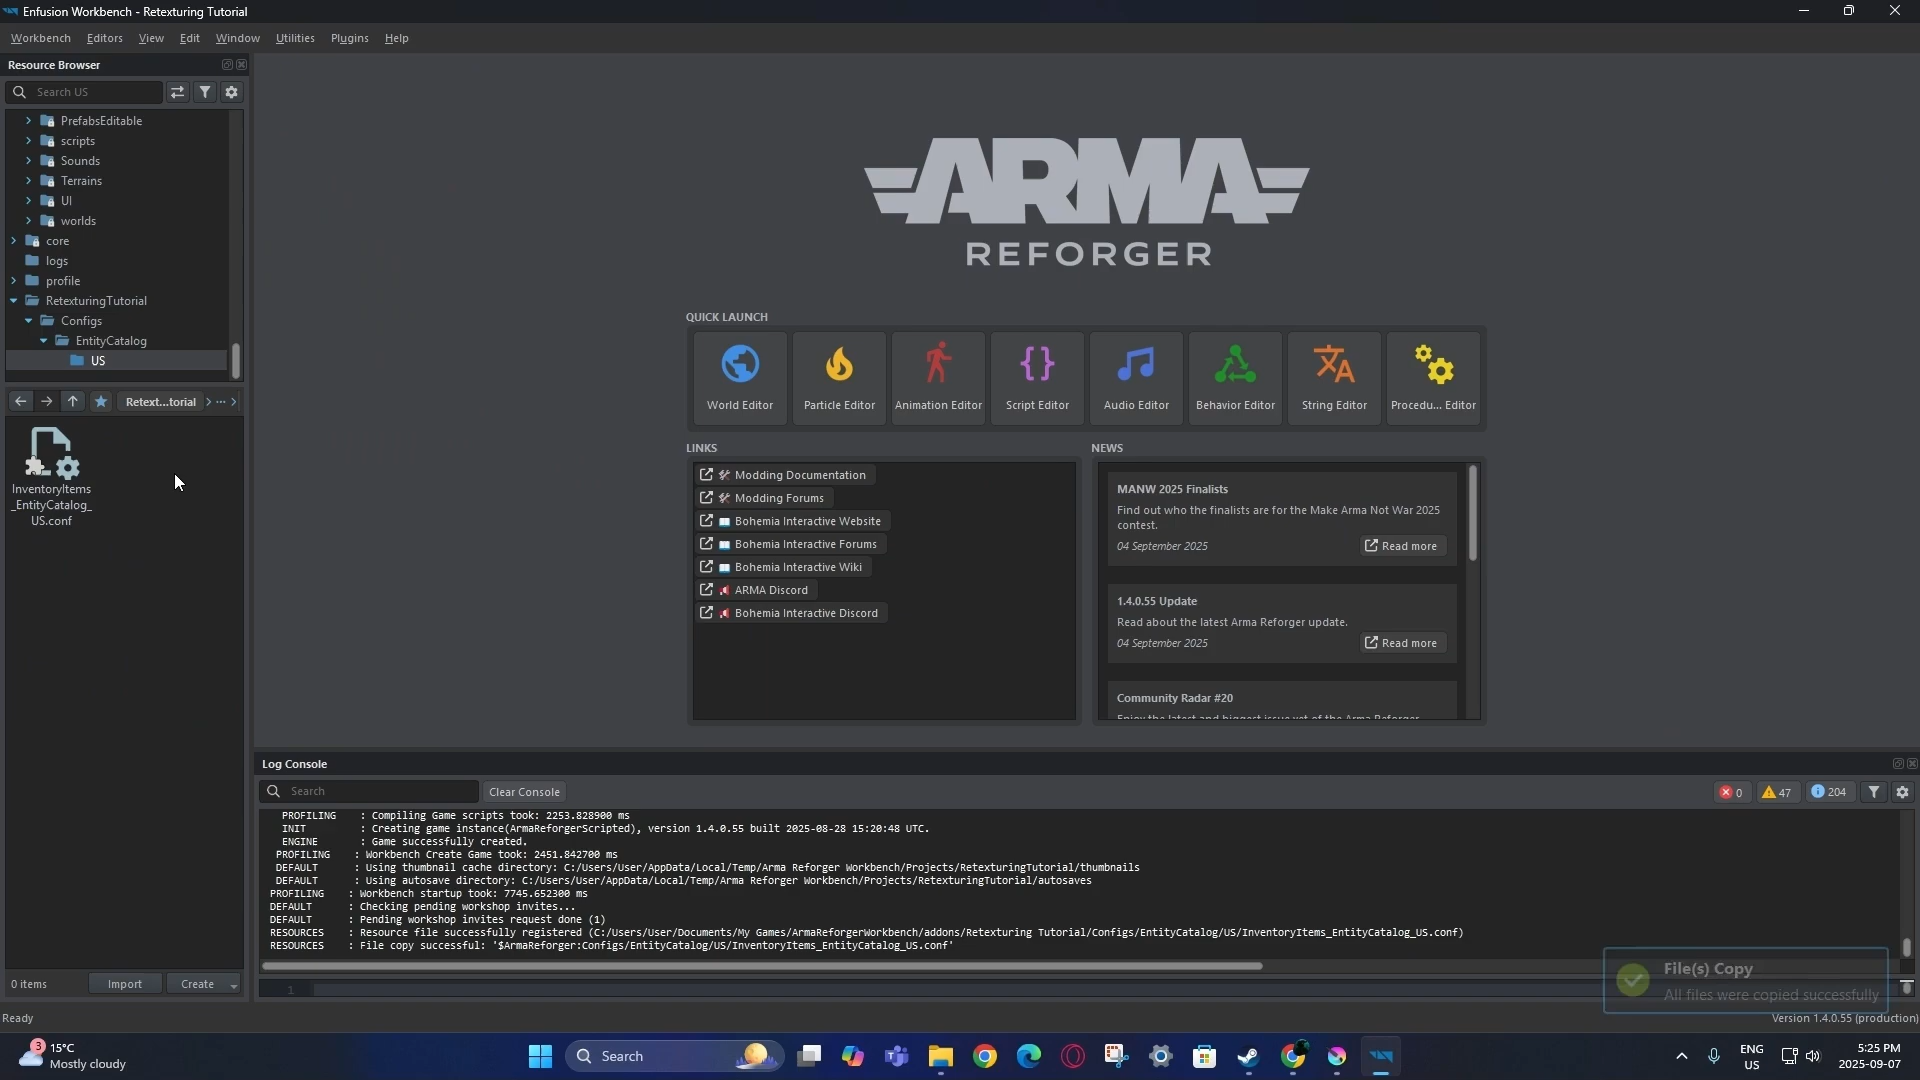 Enfusion Workbench - Retexturing Tutorial
Workbench Editors View Edit Window Utilities Plugins Help
Resource Browser
Search US
PrefabsEditable
scripts
Sounds
Terrains
UI
worlds
core
logs
profile
RetexturingTutorial
Configs
EntityCatalog
US
Retext...torial > ... >
InventoryItems
_EntityCatalog_
US.conf
0 items Import Create
Ready
ARMA
REFORGER
QUICK LAUNCH
World Editor Particle Editor Animation Editor Script Editor Audio Editor Behavior Editor String Editor Procedu... Editor
LINKS
Modding Documentation
Modding Forums
Bohemia Interactive Website
Bohemia Interactive Forums
Bohemia Interactive Wiki
ARMA Discord
Bohemia Interactive Discord
NEWS
MANW 2025 Finalists
Find out who the finalists are for the Make Arma Not War 2025
contest.
04 September 2025 Read more
1.4.0.55 Update
Read about the latest Arma Reforger update.
04 September 2025 Read more
Community Radar #20
Enjoy the latest and biggest issue yet of the Arma Reforger
Log Console
Search Clear Console 0 47 204
PROFILING : Compiling Game scripts took: 2253.828900 ms
INIT : Creating game instance(ArmaReforgerScripted), version 1.4.0.55 built 2025-08-28 15:20:48 UTC.
ENGINE : Game successfully created.
PROFILING : Workbench Create Game took: 2451.842700 ms
DEFAULT : Using thumbnail cache directory: C:/Users/User/AppData/Local/Temp/Arma Reforger Workbench/Projects/RetexturingTutorial/thumbnails
DEFAULT : Using autosave directory: C:/Users/User/AppData/Local/Temp/Arma Reforger Workbench/Projects/RetexturingTutorial/autosaves
PROFILING : Workbench startup took: 7745.652300 ms
DEFAULT : Checking pending workshop invites...
DEFAULT : Pending workshop invites request done (1)
RESOURCES : Resource file successfully registered (C:/Users/User/Documents/My Games/ArmaReforgerWorkbench/addons/Retexturing Tutorial/Configs/EntityCatalog/US/InventoryItems_EntityCatalog_US.conf)
RESOURCES : File copy successful: '$ArmaReforger:Configs/EntityCatalog/US/InventoryItems_EntityCatalog_US.conf'
1
File(s) Copy
All files were copied successfully
Version 1.4.0.55 (production)
3
15°C
Mostly cloudy
Search
ENG
US
5:25 PM
2025-09-07